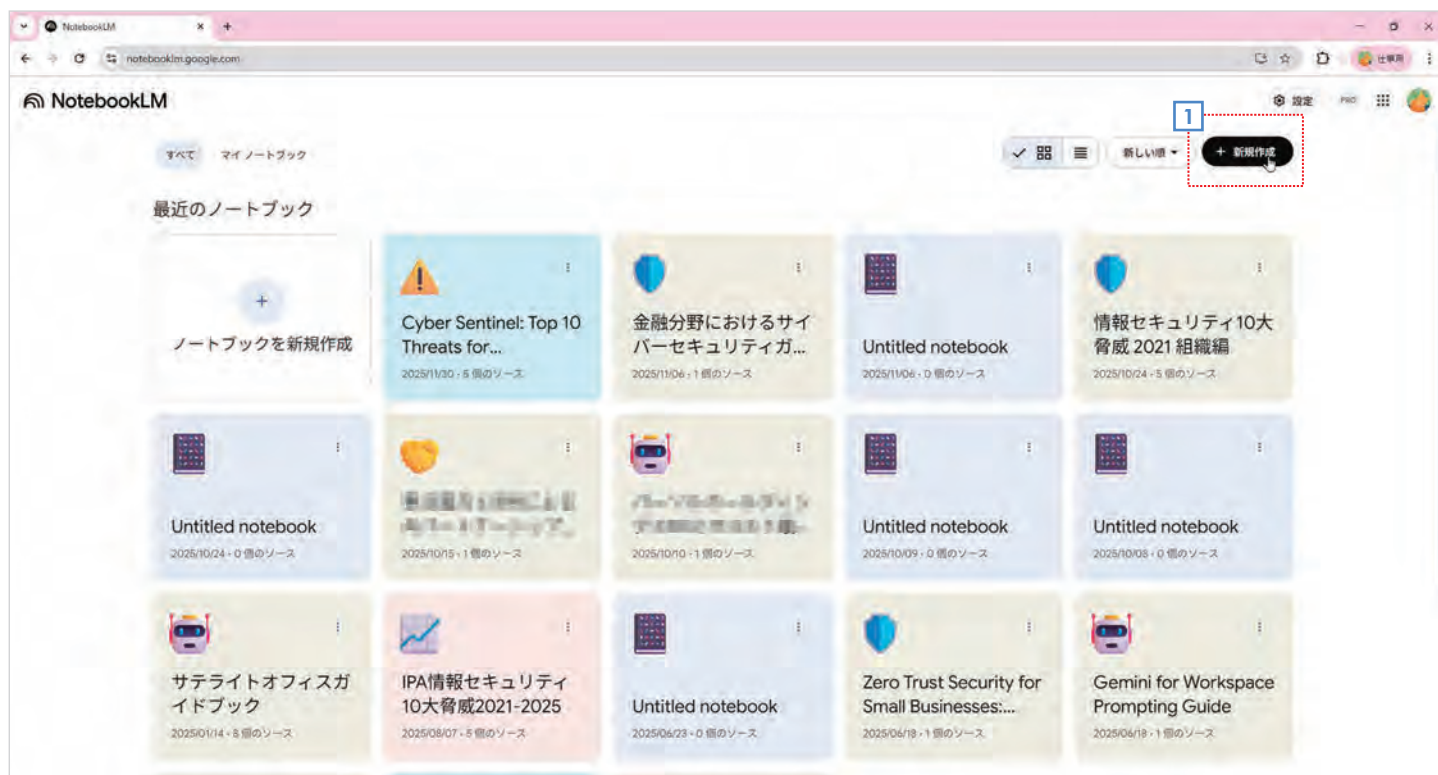 NotebookLM
notebooklm.google.com
仕事用
NotebookLM
設定
PRO
1
すべて
マイ ノートブック
新しい順
+ 新規作成
最近のノートブック
ノートブックを新規作成
Cyber Sentinel: Top 10
Threats for...
2025/11/30・5 個のソース
金融分野におけるサイ
バーセキュリティガ...
2025/11/06・1 個のソース
Untitled notebook
2025/11/06・0 個のソース
情報セキュリティ10大
脅威 2021 組織編
2025/10/24・5 個のソース
Untitled notebook
2025/10/24・0 個のソース
2025/10/15・1 個のソース
2025/10/10・1 個のソース
Untitled notebook
2025/10/09・0 個のソース
Untitled notebook
2025/10/08・0 個のソース
サテライトオフィスガ
イドブック
個のソース
IPA情報セキュリティ
10大脅威2021-2025
2025/08/07・5 個のソース
Untitled notebook
2025/06/23・0 個のソース
Zero Trust Security for
Small Businesses:...
2025/06/18・1 個のソース
Gemini for Workspace
Prompting Guide
2025/06/18・1 個のソース